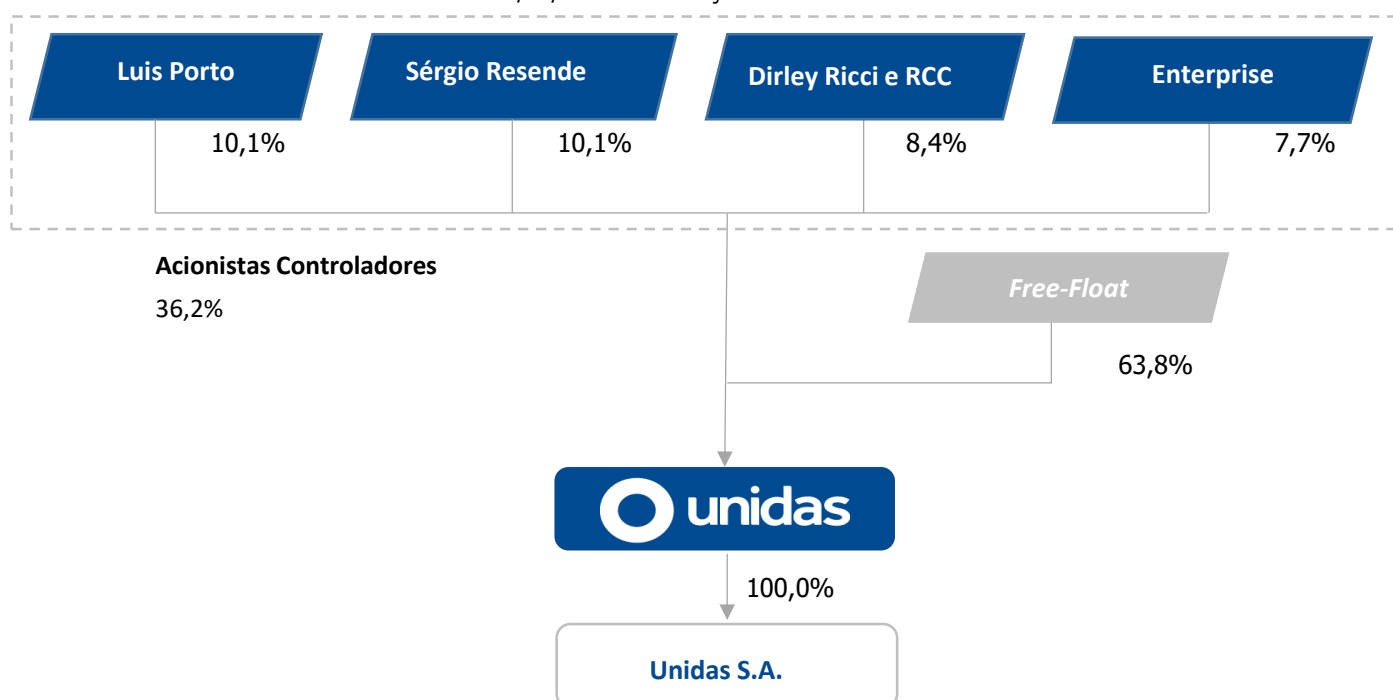 Luis Porto
Sérgio Resende
Dirley Ricci e RCC
Enterprise
10,1%
10,1%
8,4%
7,7%
Acionistas Controladores
36,2%
Free-Float
63,8%
unidas
100,0%
Unidas S.A.